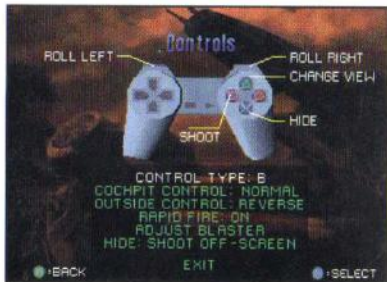 Controls
ROLL LEFT
ROLL RIGHT
CHANGE VIEW
HIDE
SHOOT
CONTROL TYPE: B
COCKPIT CONTROL: NORMAL
OUTSIDE CONTROL: REVERSE
RAPID FIRE: ON
ADJUST BLASTER
HIDE: SHOOT OFF-SCREEN
EXIT
:BACK
:SELECT